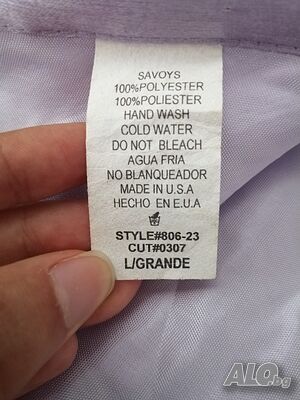 SAVOYS
100%POLYESTER
100%POLIESTER
HAND WASH
COLD WATER
DO NOT BLEACH
AGUA FRIA
NO BLANQUEADOR
MADE IN U.S.A
HECHO EN E.U.A
STYLE#806-23
CUT#0307
L/GRANDE
ALO.bg